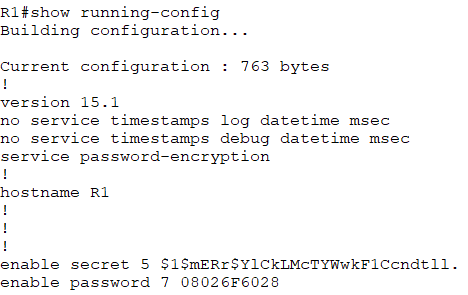 R1#show running-config
Building configuration...
Current configuration : 763 bytes
!
version 15.1
no service timestamps log datetime msec
no service timestamps debug datetime msec
service password-encryption
!
hostname R1
!
!
!
enable secret 5 $1$mERr$YlCkLMcTYWwkF1Ccndtll.
enable password 7 08026F6028